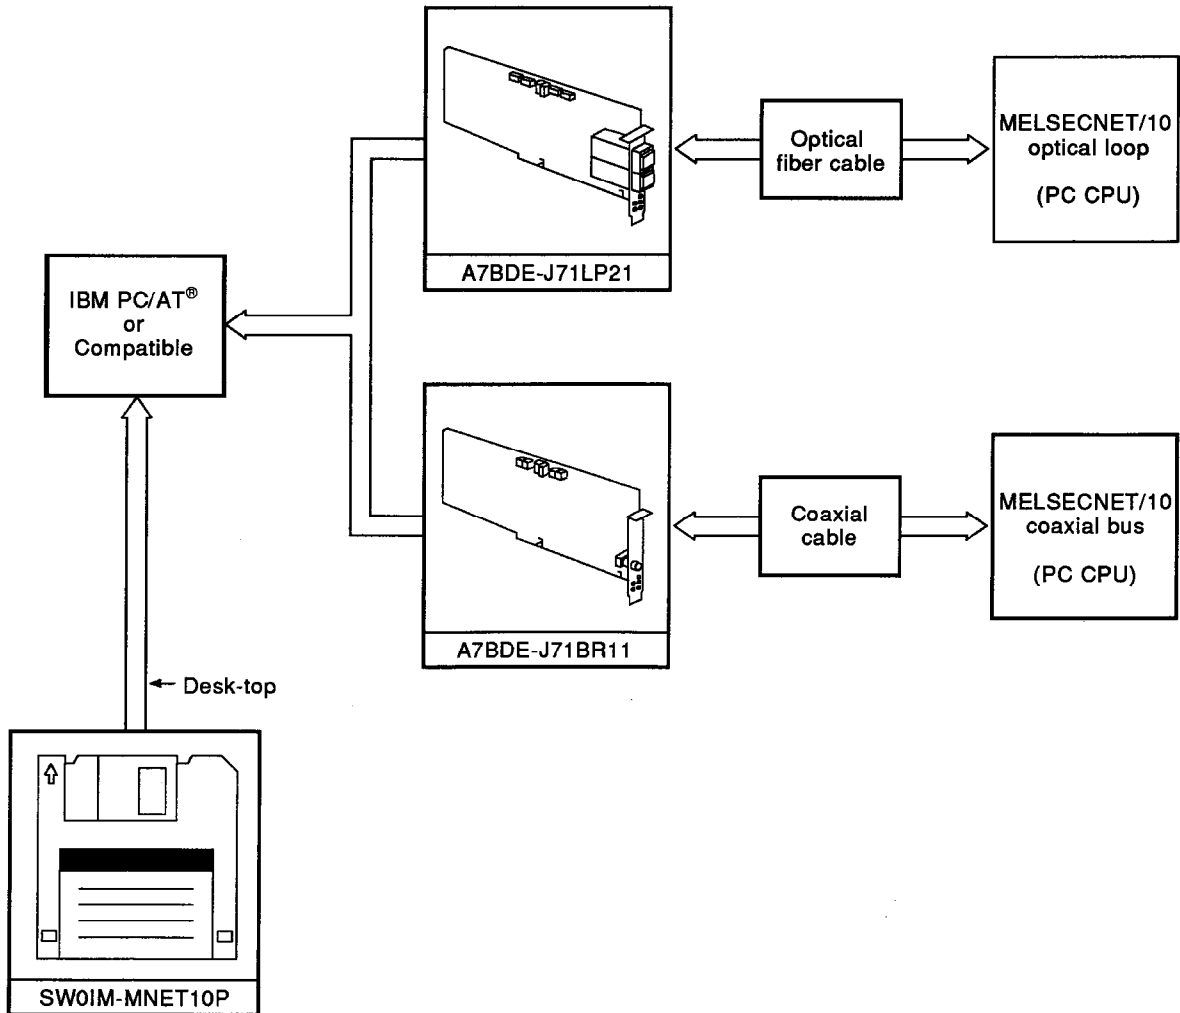 A7BDE-J71LP21
Optical
fiber cable
MELSECNET/10
optical loop
(PC CPU)
IBM PC/AT®
or
Compatible
A7BDE-J71BR11
Coaxial
cable
MELSECNET/10
coaxial bus
(PC CPU)
Desk-top
SW0IM-MNET10P